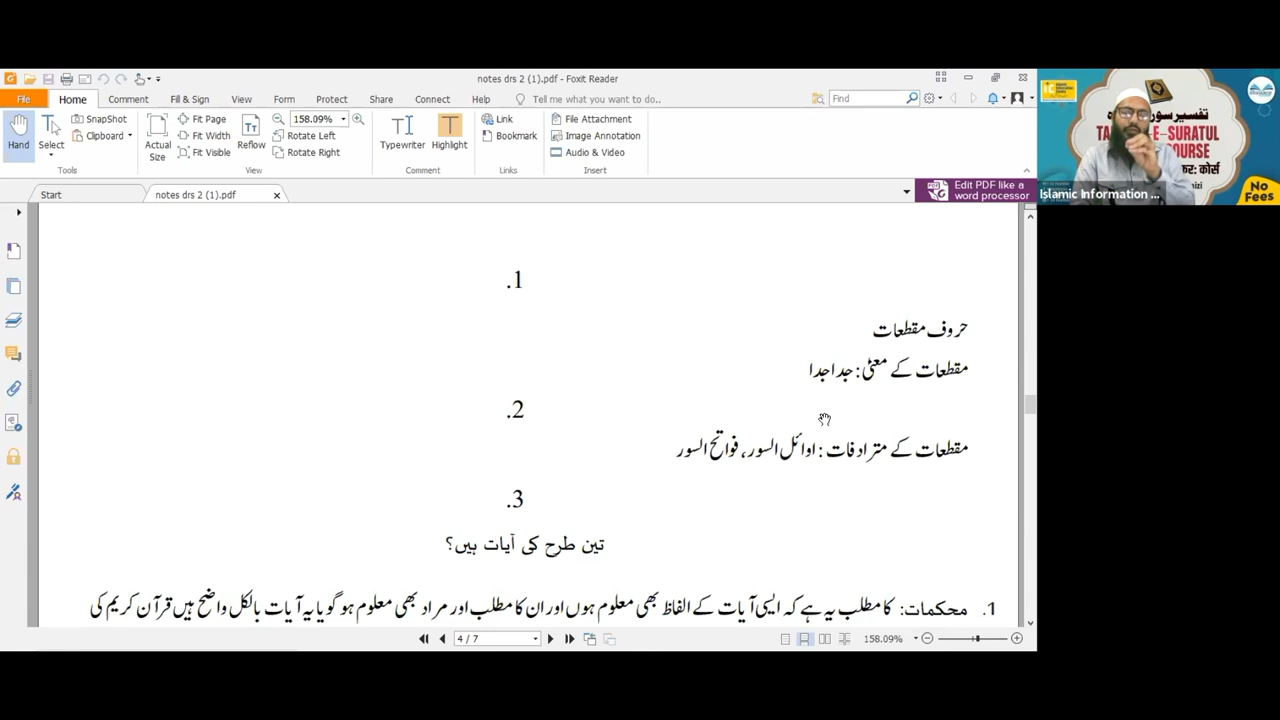 notes drs 2 (1).pdf - Foxit Reader
File Home Comment Fill & Sign View Form Protect Share Connect Help Tell me what you want to do.. Find
Hand
Select
SnapShot
Clipboard
Actual Size
Fit Page
Fit Width
Fit Visible
Reflow
158.09%
Rotate Left
Rotate Right
Typewriter
Highlight
Link
Bookmark
File Attachment
Image Annotation
Audio & Video
Tools View Comment Links Insert
Start
notes drs 2 (1).pdf
Edit PDF like a
word processor
.1
حروف مقطعات
مقطعات کے معنیٰ: جدا جدا
.2
مقطعات کے مترادفات: اوائل السور، فواتح السور
.3
تین طرح کی آیات ہیں؟
1. محکمات: کا مطلب یہ ہے کہ ایسی آیات کے الفاظ بھی معلوم ہوں اور ان کا مطلب اور مراد بھی معلوم ہو گویا یہ آیات بالکل واضح ہیں قرآن کریم کی
4 / 7
158.09%
تفسیر سورۃ
E-SURATUL
COURSE
कोर्स
No
Fees
Islamic Information ...